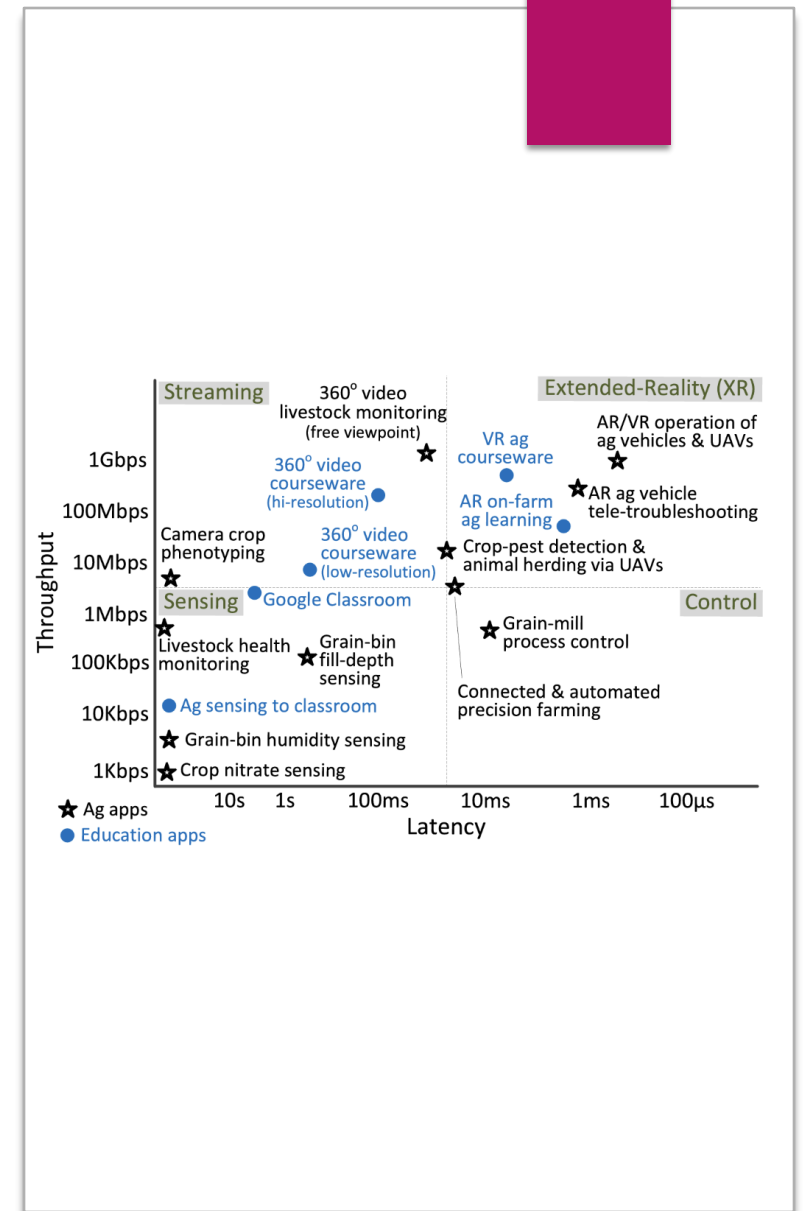 Streaming
Extended-Reality (XR)
360° video
livestock monitoring
(free viewpoint)
AR/VR operation of
ag vehicles & UAVs
VR ag
courseware
1Gbps
360° video
courseware
(hi-resolution)
AR ag vehicle
tele-troubleshooting
AR on-farm
ag learning
100Mbps
Camera crop
phenotyping
360° video
courseware
(low-resolution)
Crop-pest detection &
animal herding via UAVs
10Mbps
Throughput
Sensing
Google Classroom
Control
1Mbps
Livestock health
monitoring
Grain-bin
fill-depth
sensing
Grain-mill
process control
100Kbps
Connected & automated
precision farming
Ag sensing to classroom
10Kbps
Grain-bin humidity sensing
1Kbps
Crop nitrate sensing
10s 1s 100ms 10ms 1ms 100µs
Latency
Ag apps
Education apps